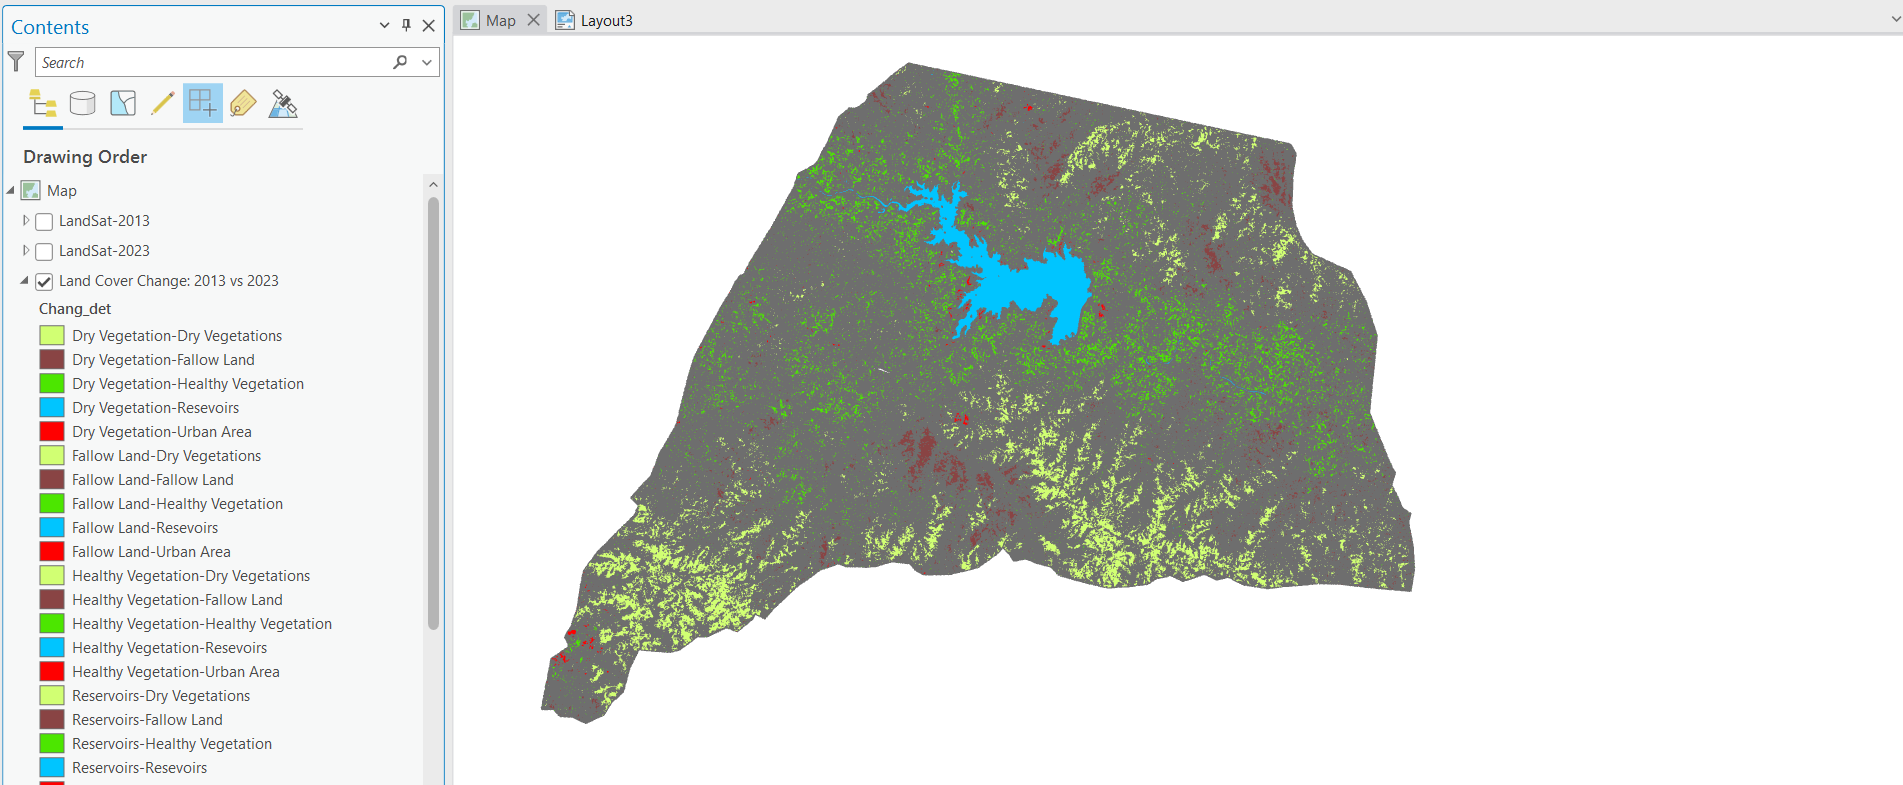 Contents
Search
Drawing Order
Map
LandSat-2013
LandSat-2023
Land Cover Change: 2013 vs 2023
Chang_det
Dry Vegetation-Dry Vegetations
Dry Vegetation-Fallow Land
Dry Vegetation-Healthy Vegetation
Dry Vegetation-Resevoirs
Dry Vegetation-Urban Area
Fallow Land-Dry Vegetations
Fallow Land-Fallow Land
Fallow Land-Healthy Vegetation
Fallow Land-Resevoirs
Fallow Land-Urban Area
Healthy Vegetation-Dry Vegetations
Healthy Vegetation-Fallow Land
Healthy Vegetation-Healthy Vegetation
Healthy Vegetation-Resevoirs
Healthy Vegetation-Urban Area
Reservoirs-Dry Vegetations
Reservoirs-Fallow Land
Reservoirs-Healthy Vegetation
Reservoirs-Resevoirs
Map
Layout3